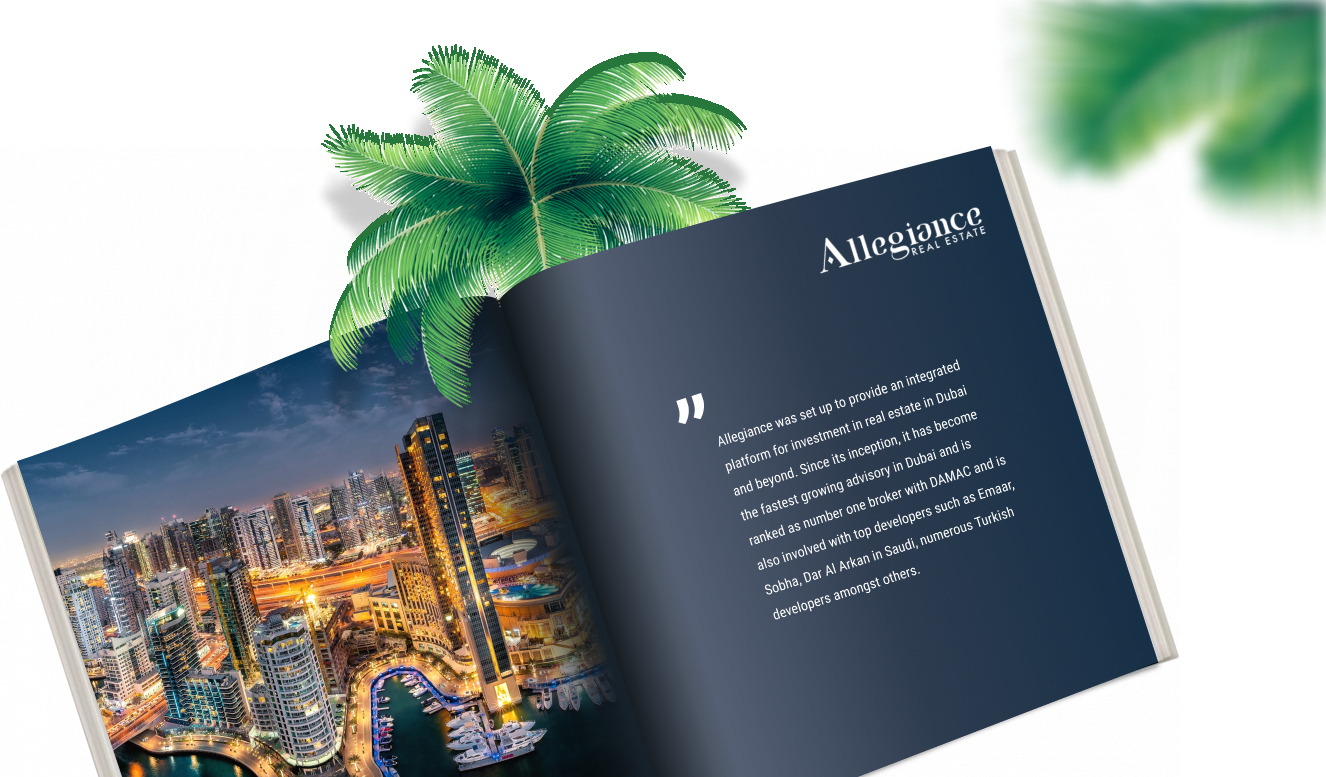 Allegiance
REAL ESTATE
"
Allegiance was set up to provide an integrated
platform for investment in real estate in Dubai
and beyond. Since its inception, it has become
the fastest growing advisory in Dubai and is
ranked as number one broker with DAMAC and is
also involved with top developers such as Emaar,
Sobha, Dar Al Arkan in Saudi, numerous Turkish
developers amongst others.